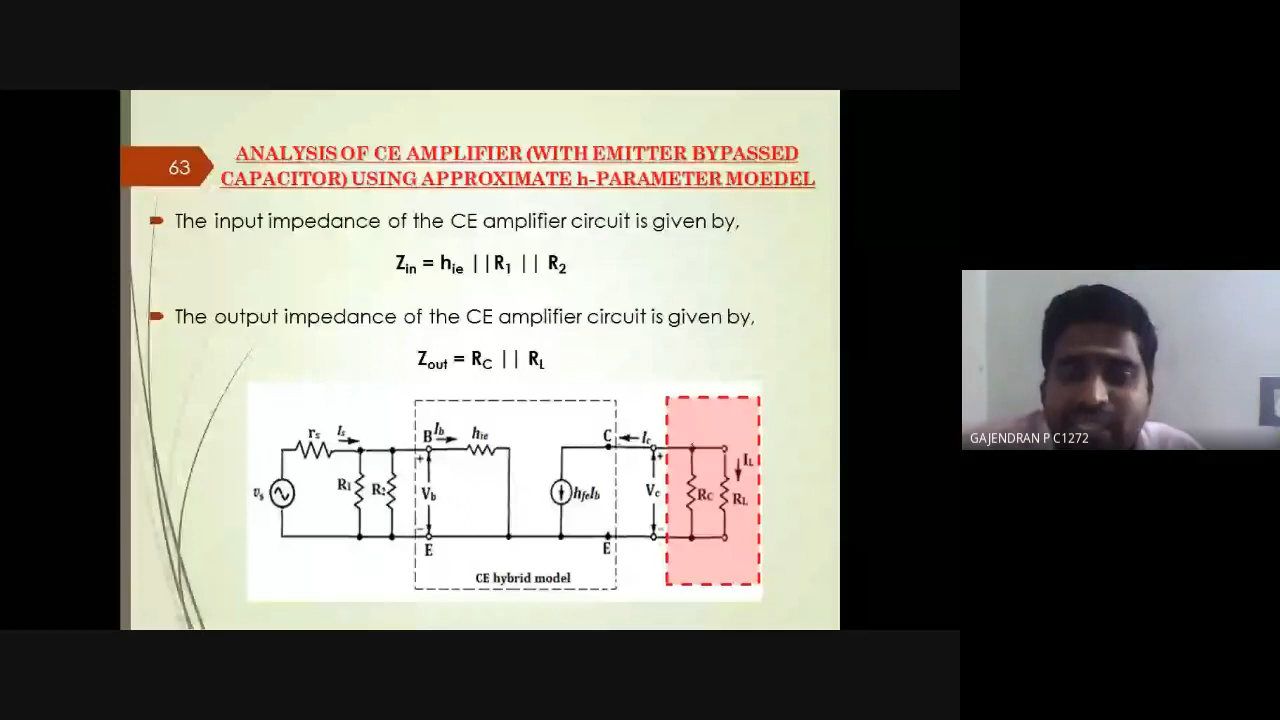 63
ANALYSIS OF CE AMPLIFIER (WITH EMITTER BYPASSED
CAPACITOR) USING APPROXIMATE h-PARAMETER MOEDEL
The input impedance of the CE amplifier circuit is given by,
Zin = hie ||R1 || R2
The output impedance of the CE amplifier circuit is given by,
Zout = RC || RL
rs Is B Ib hie C Ic IL
vs R1 R2 Vb hfeIb Vc RC RL
+ - + -
E E
CE hybrid model
GAJENDRAN P C1272